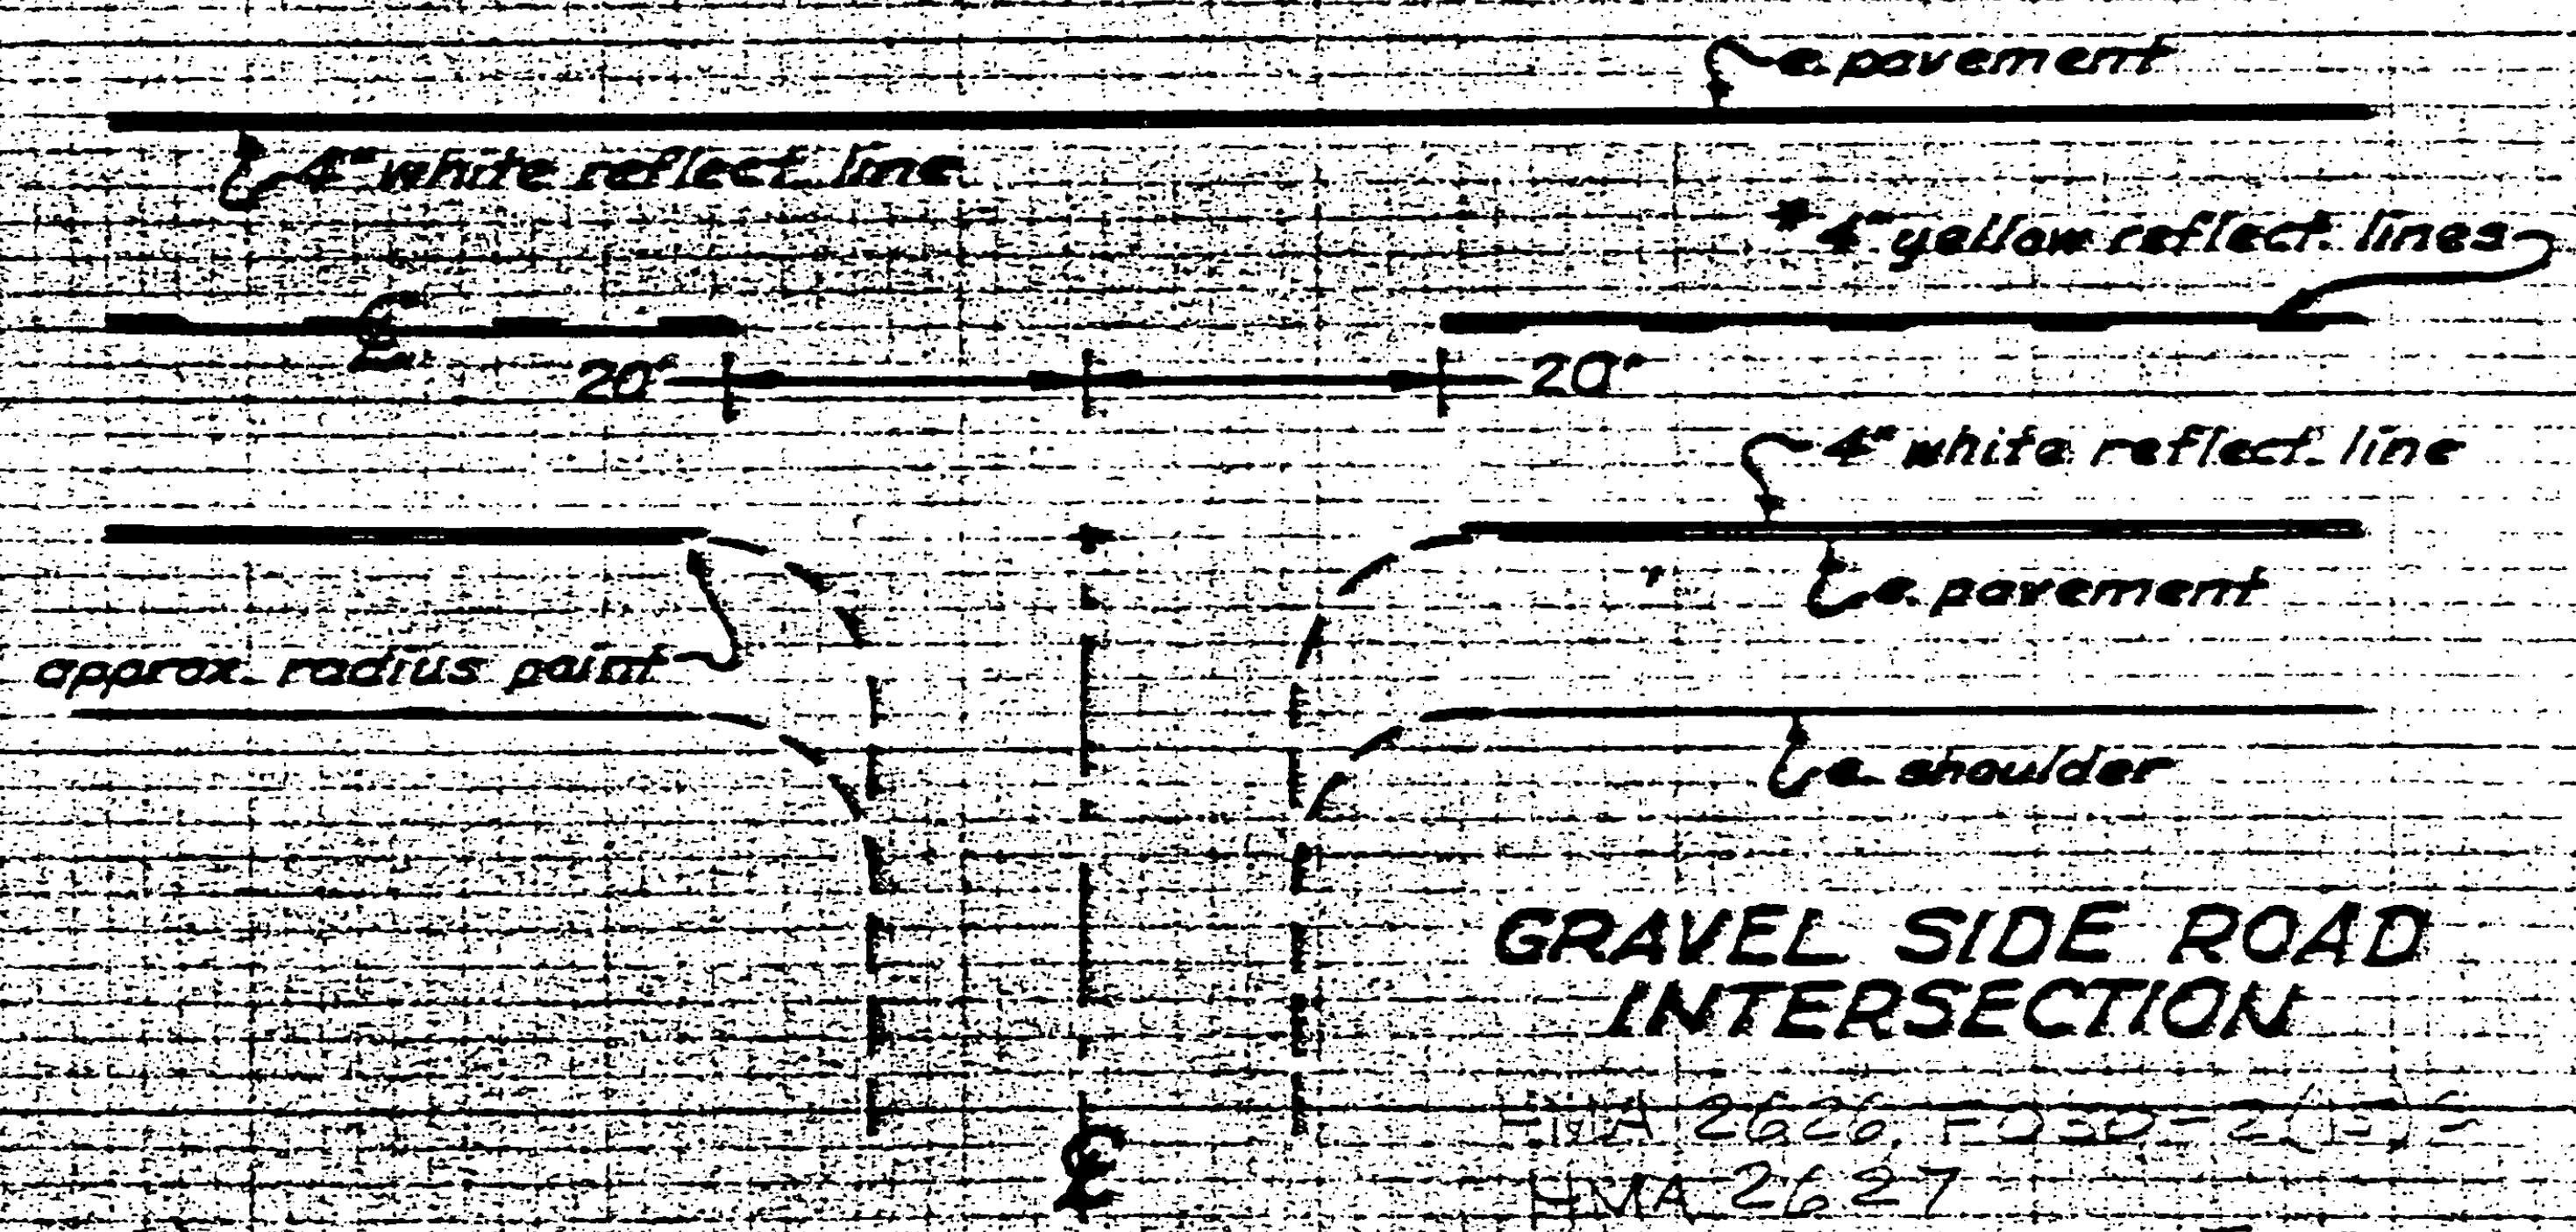 e. pavement
4" white reflect. line
* 4" yellow reflect. lines
℄
20' 20'
4" white reflect. line
e. pavement
approx. radius point
e. shoulder
GRAVEL SIDE ROAD
INTERSECTION
HMA 2626,
HMA 2627
℄